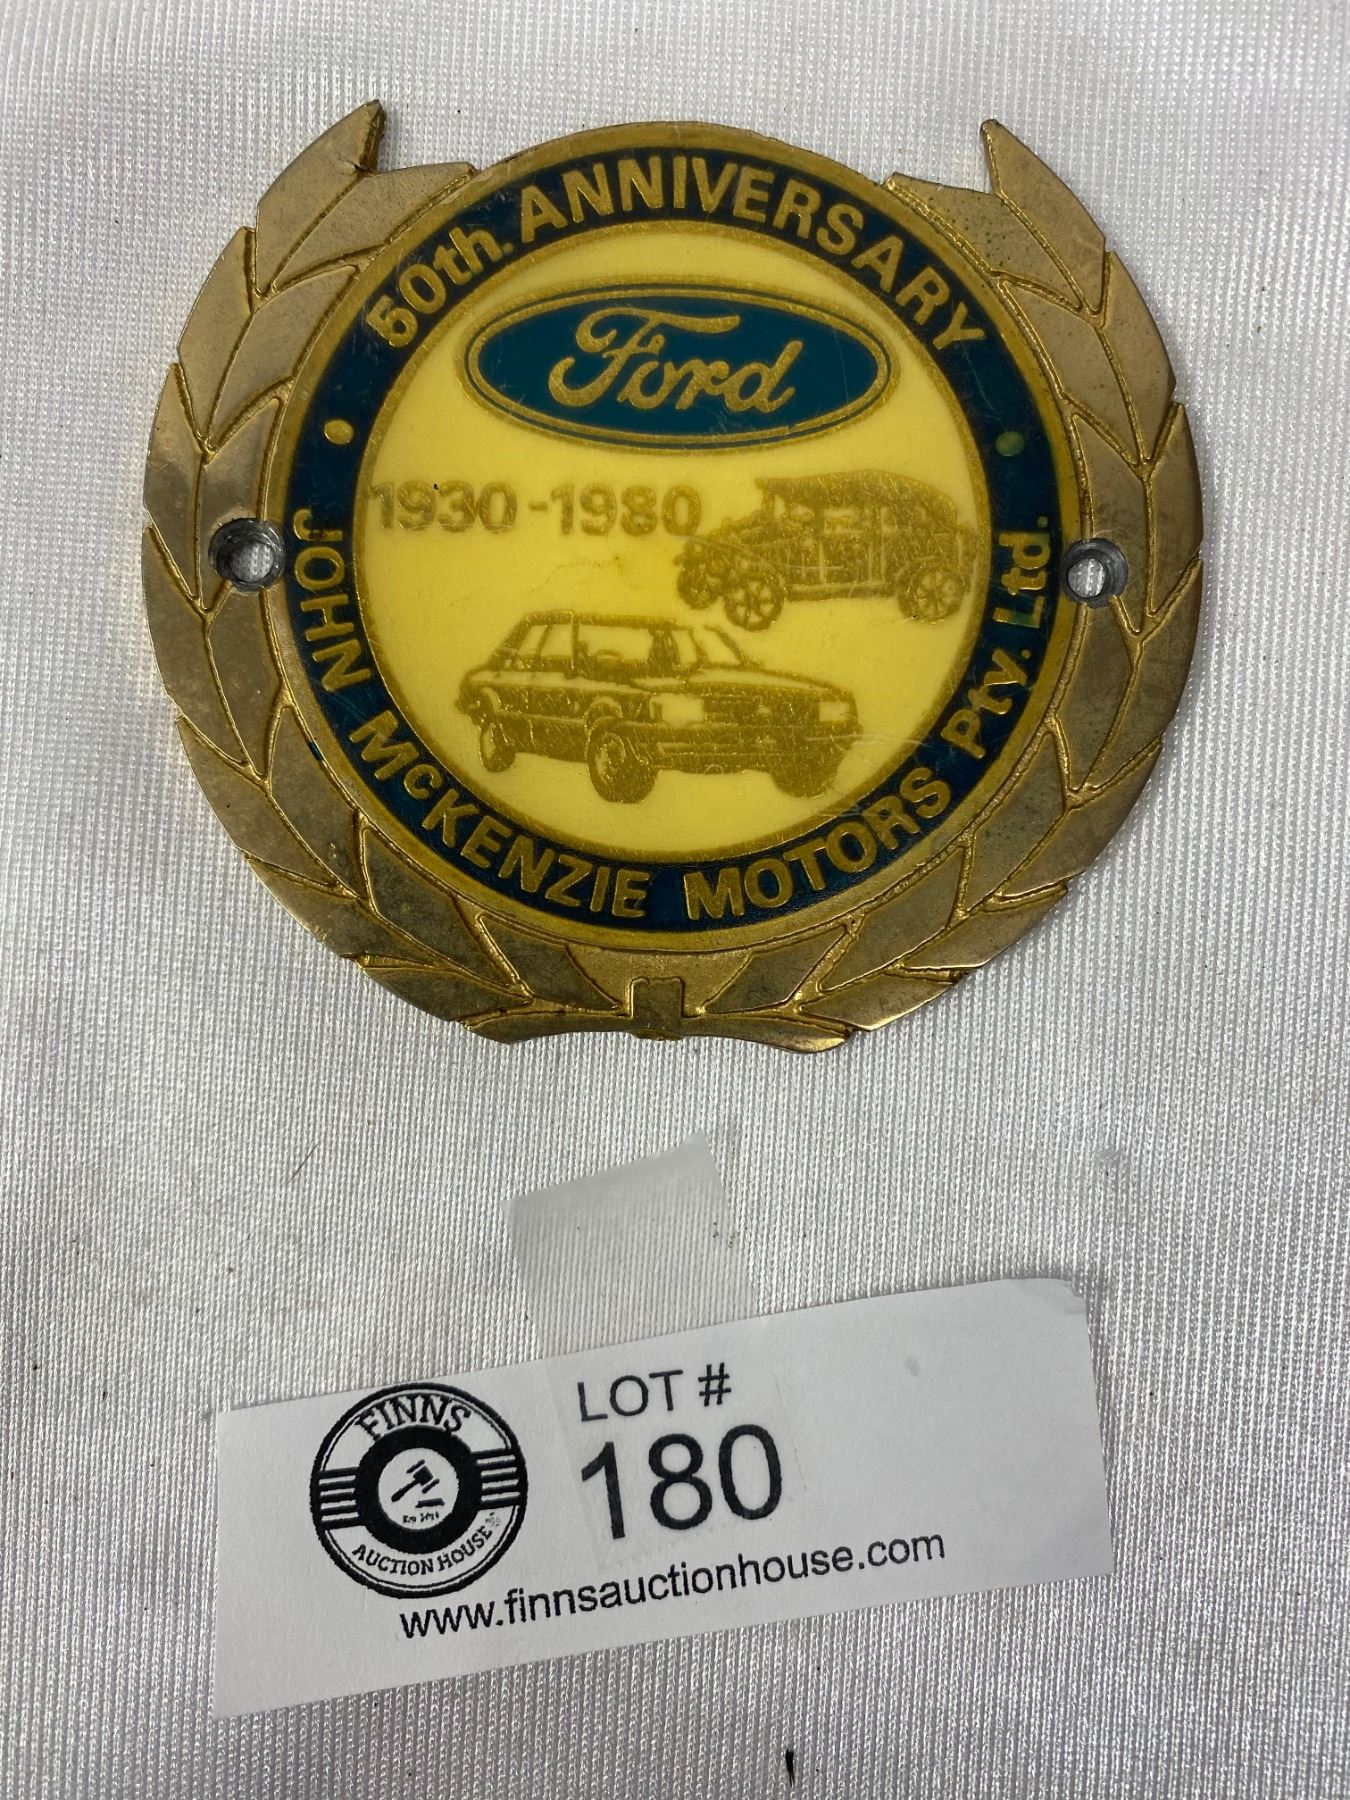 50th. ANNIVERSARY
Ford
1930-1980
JOHN McKENZIE MOTORS Pty. Ltd.
FINNS
AUCTION HOUSE
LOT #
180
www.finnsauctionhouse.com